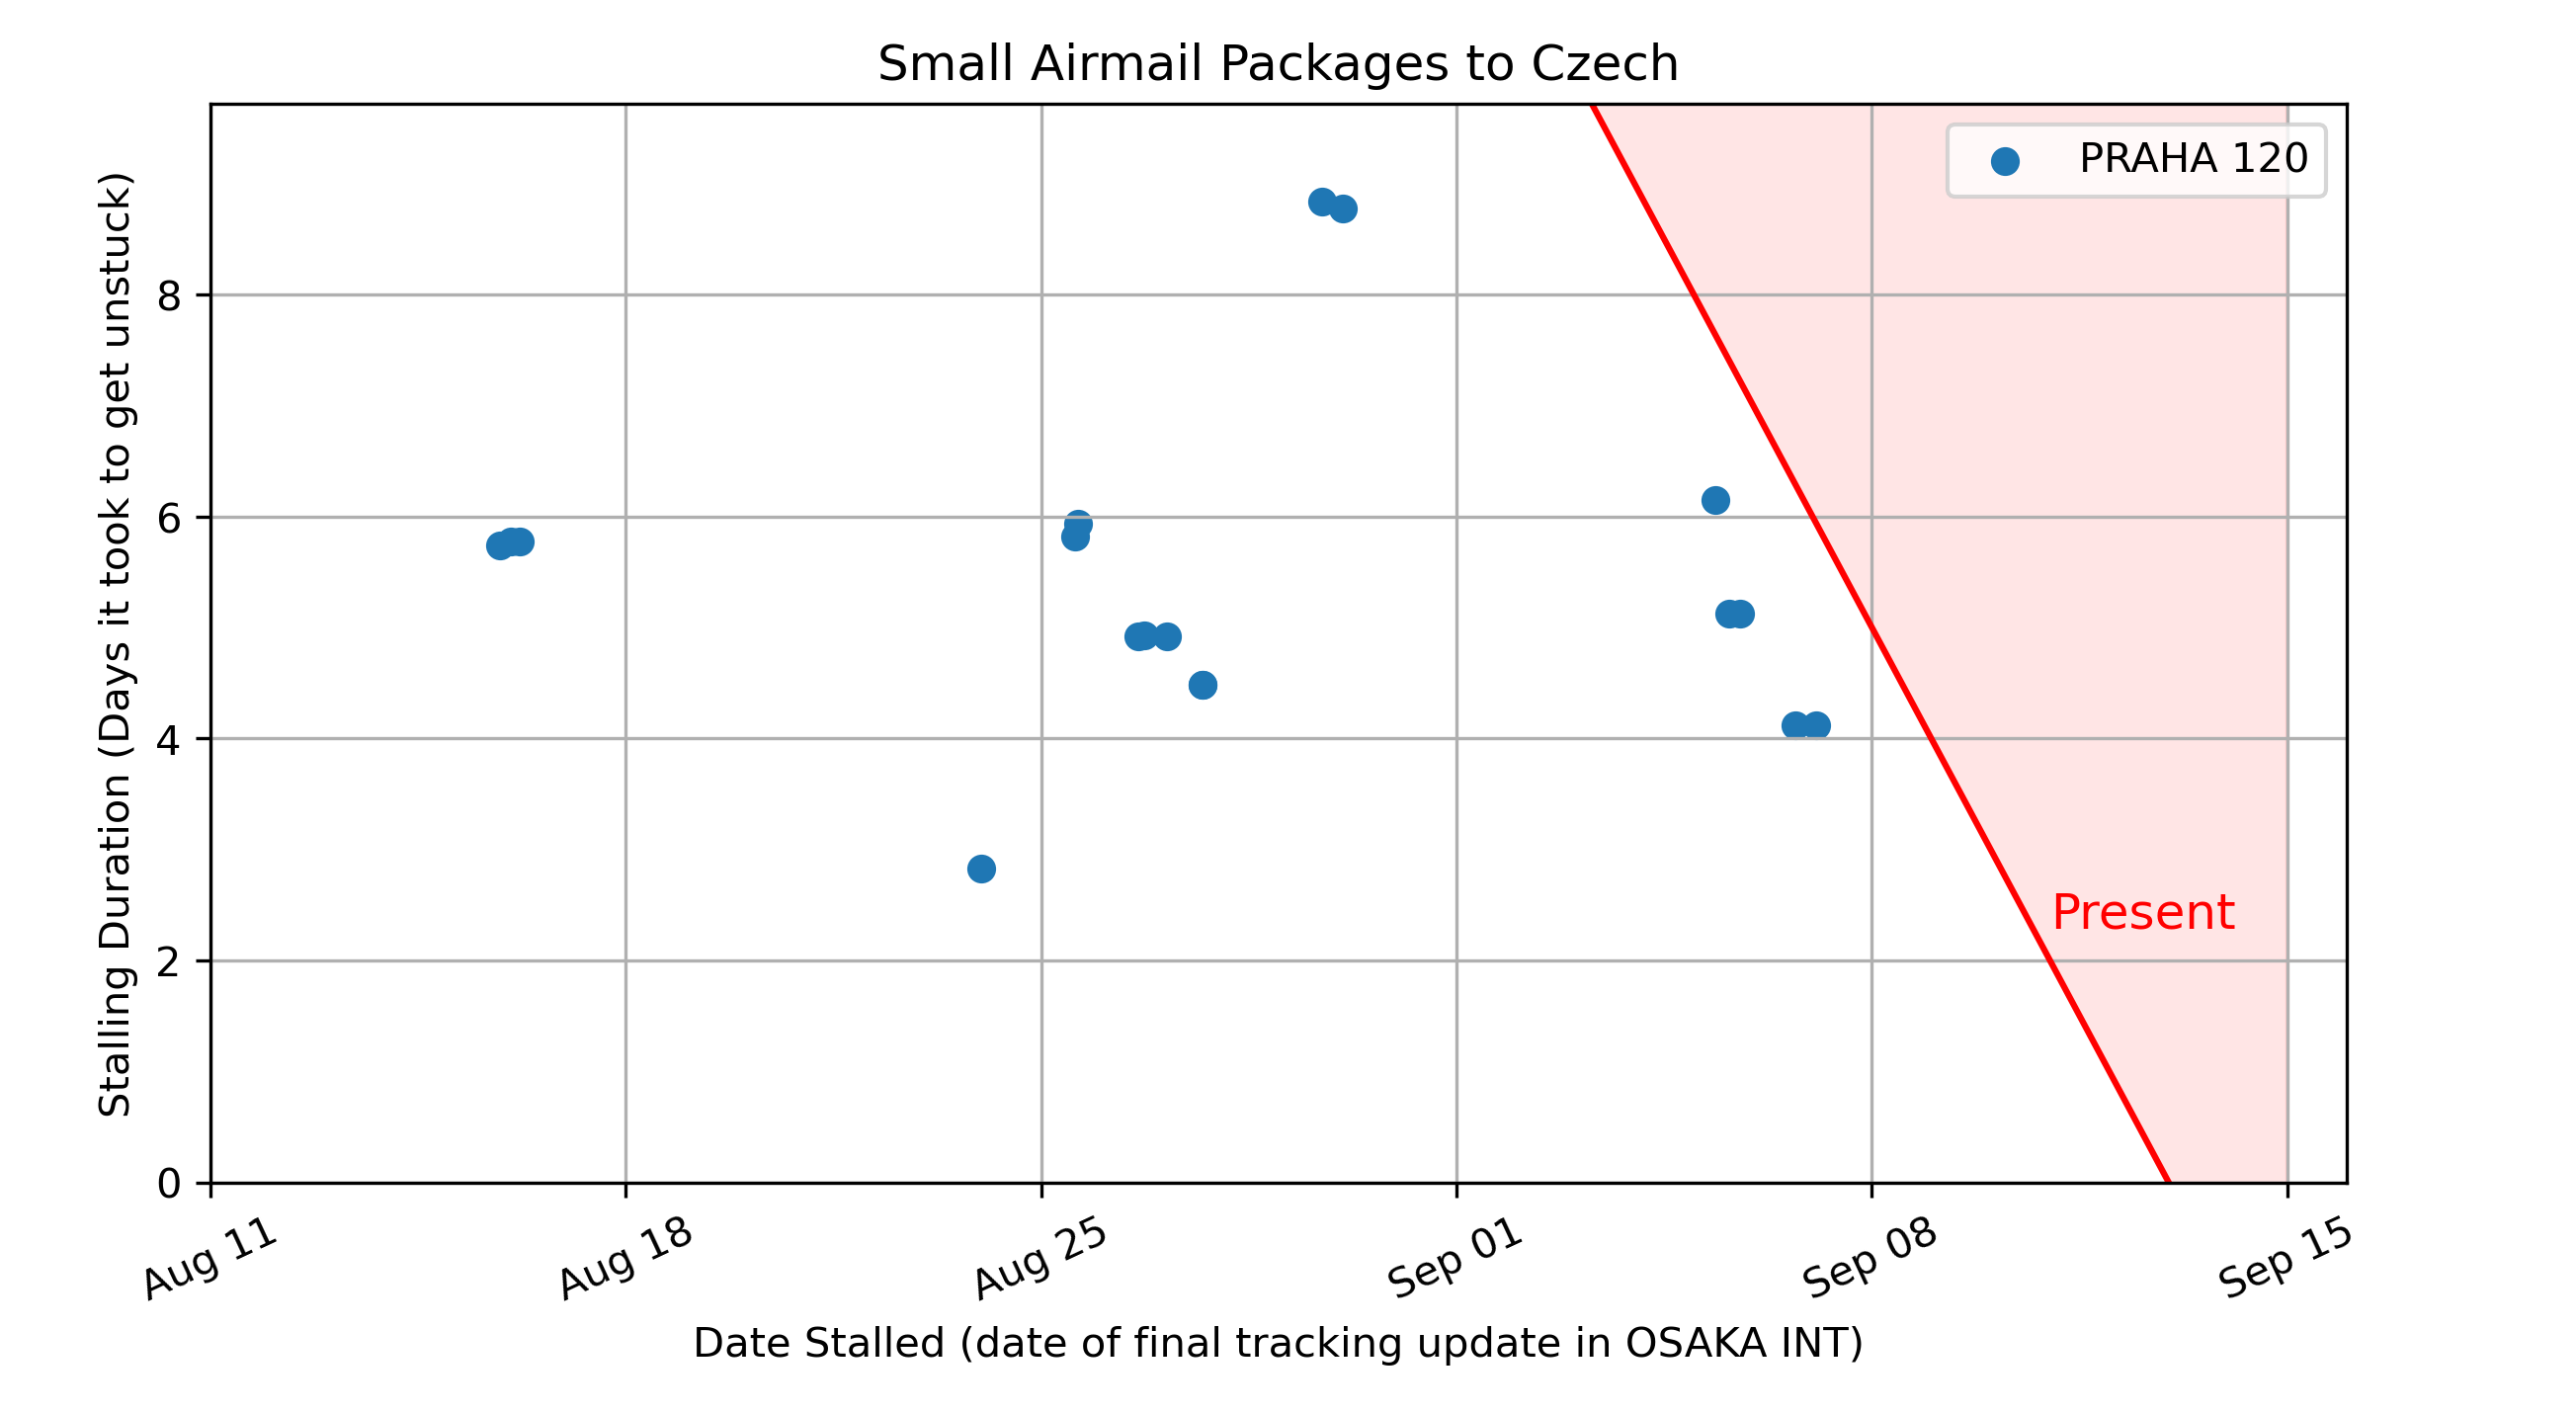 Small Airmail Packages to Czech
PRAHA 120
Stalling Duration (Days it took to get unstuck)
8
6
4
2
0
Present
Aug 11
Aug 18
Aug 25
Sep 01
Sep 08
Sep 15
Date Stalled (date of final tracking update in OSAKA INT)